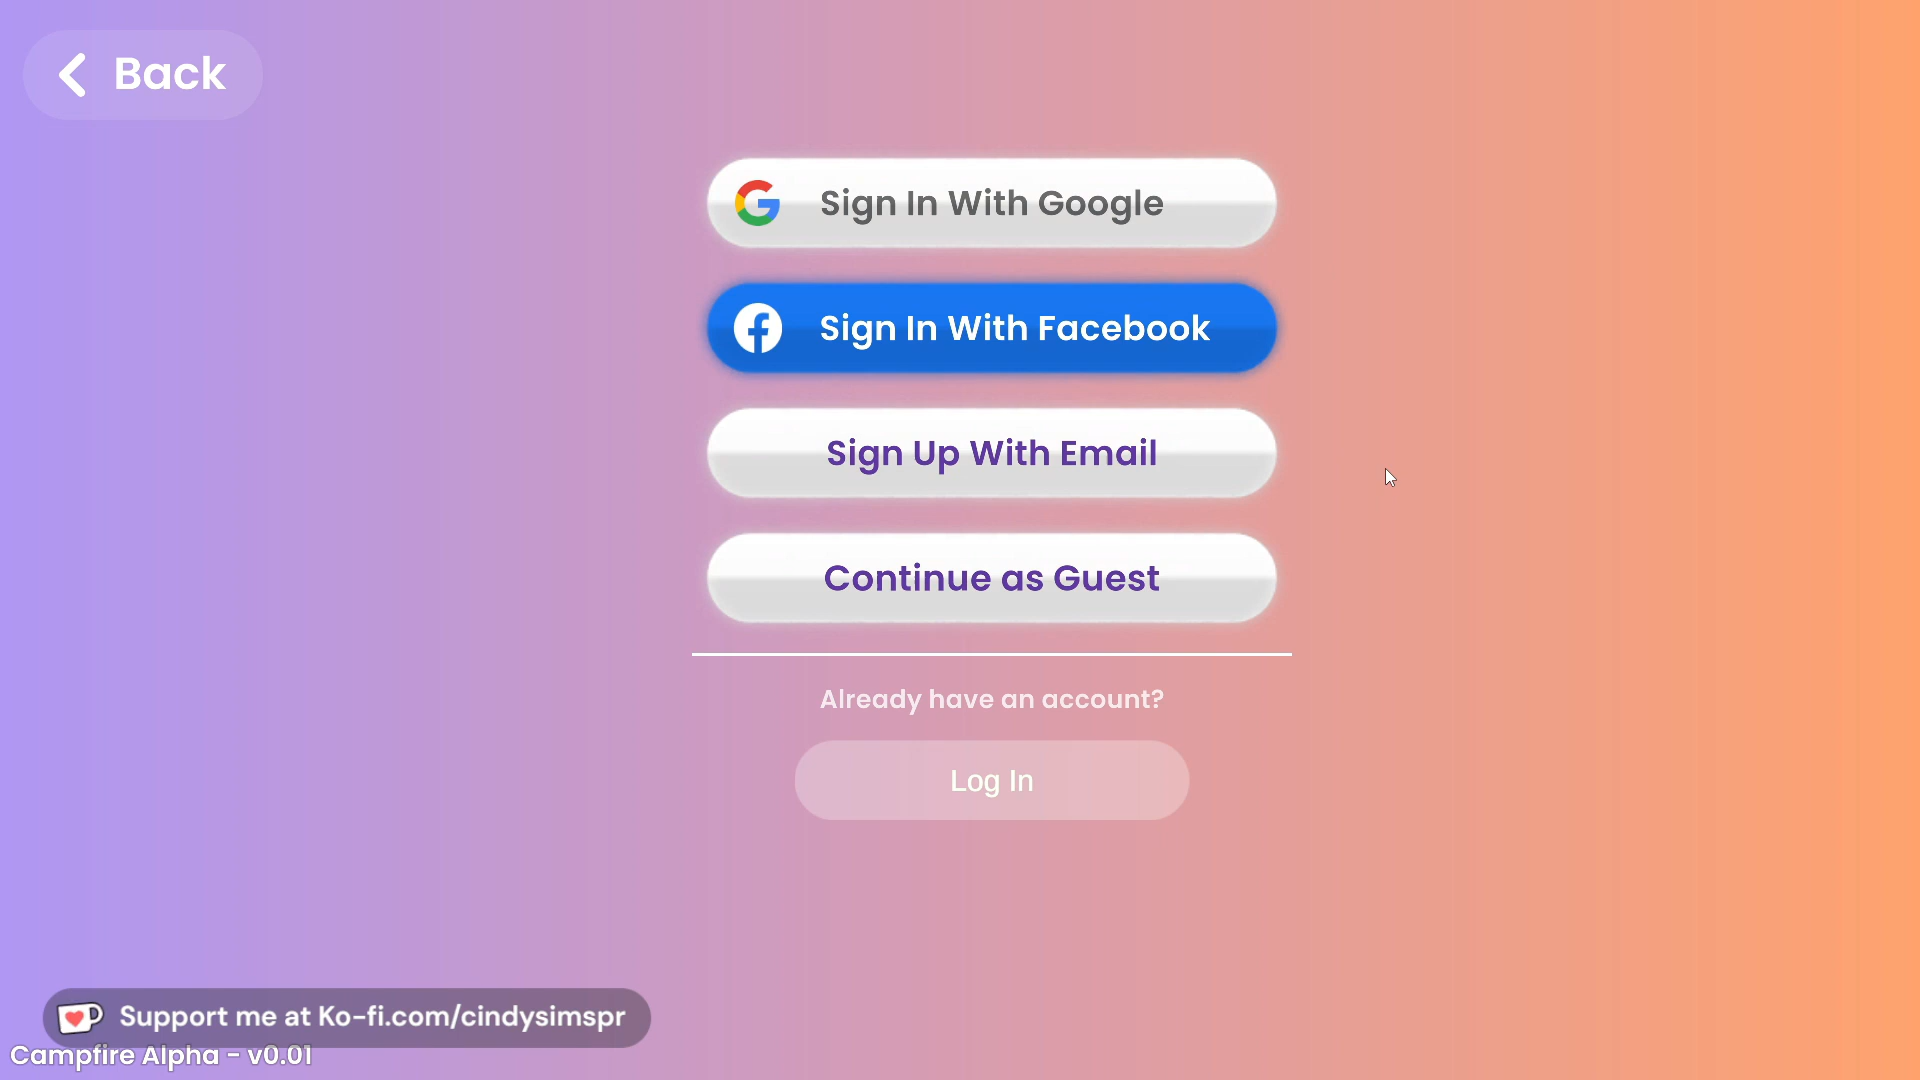 Back
Sign In With Google
Sign In With Facebook
Sign Up With Email
Continue as Guest
Already have an account?
Log In
Support me at Ko-fi.com/cindysimspr
Campfire Alpha - v0.01